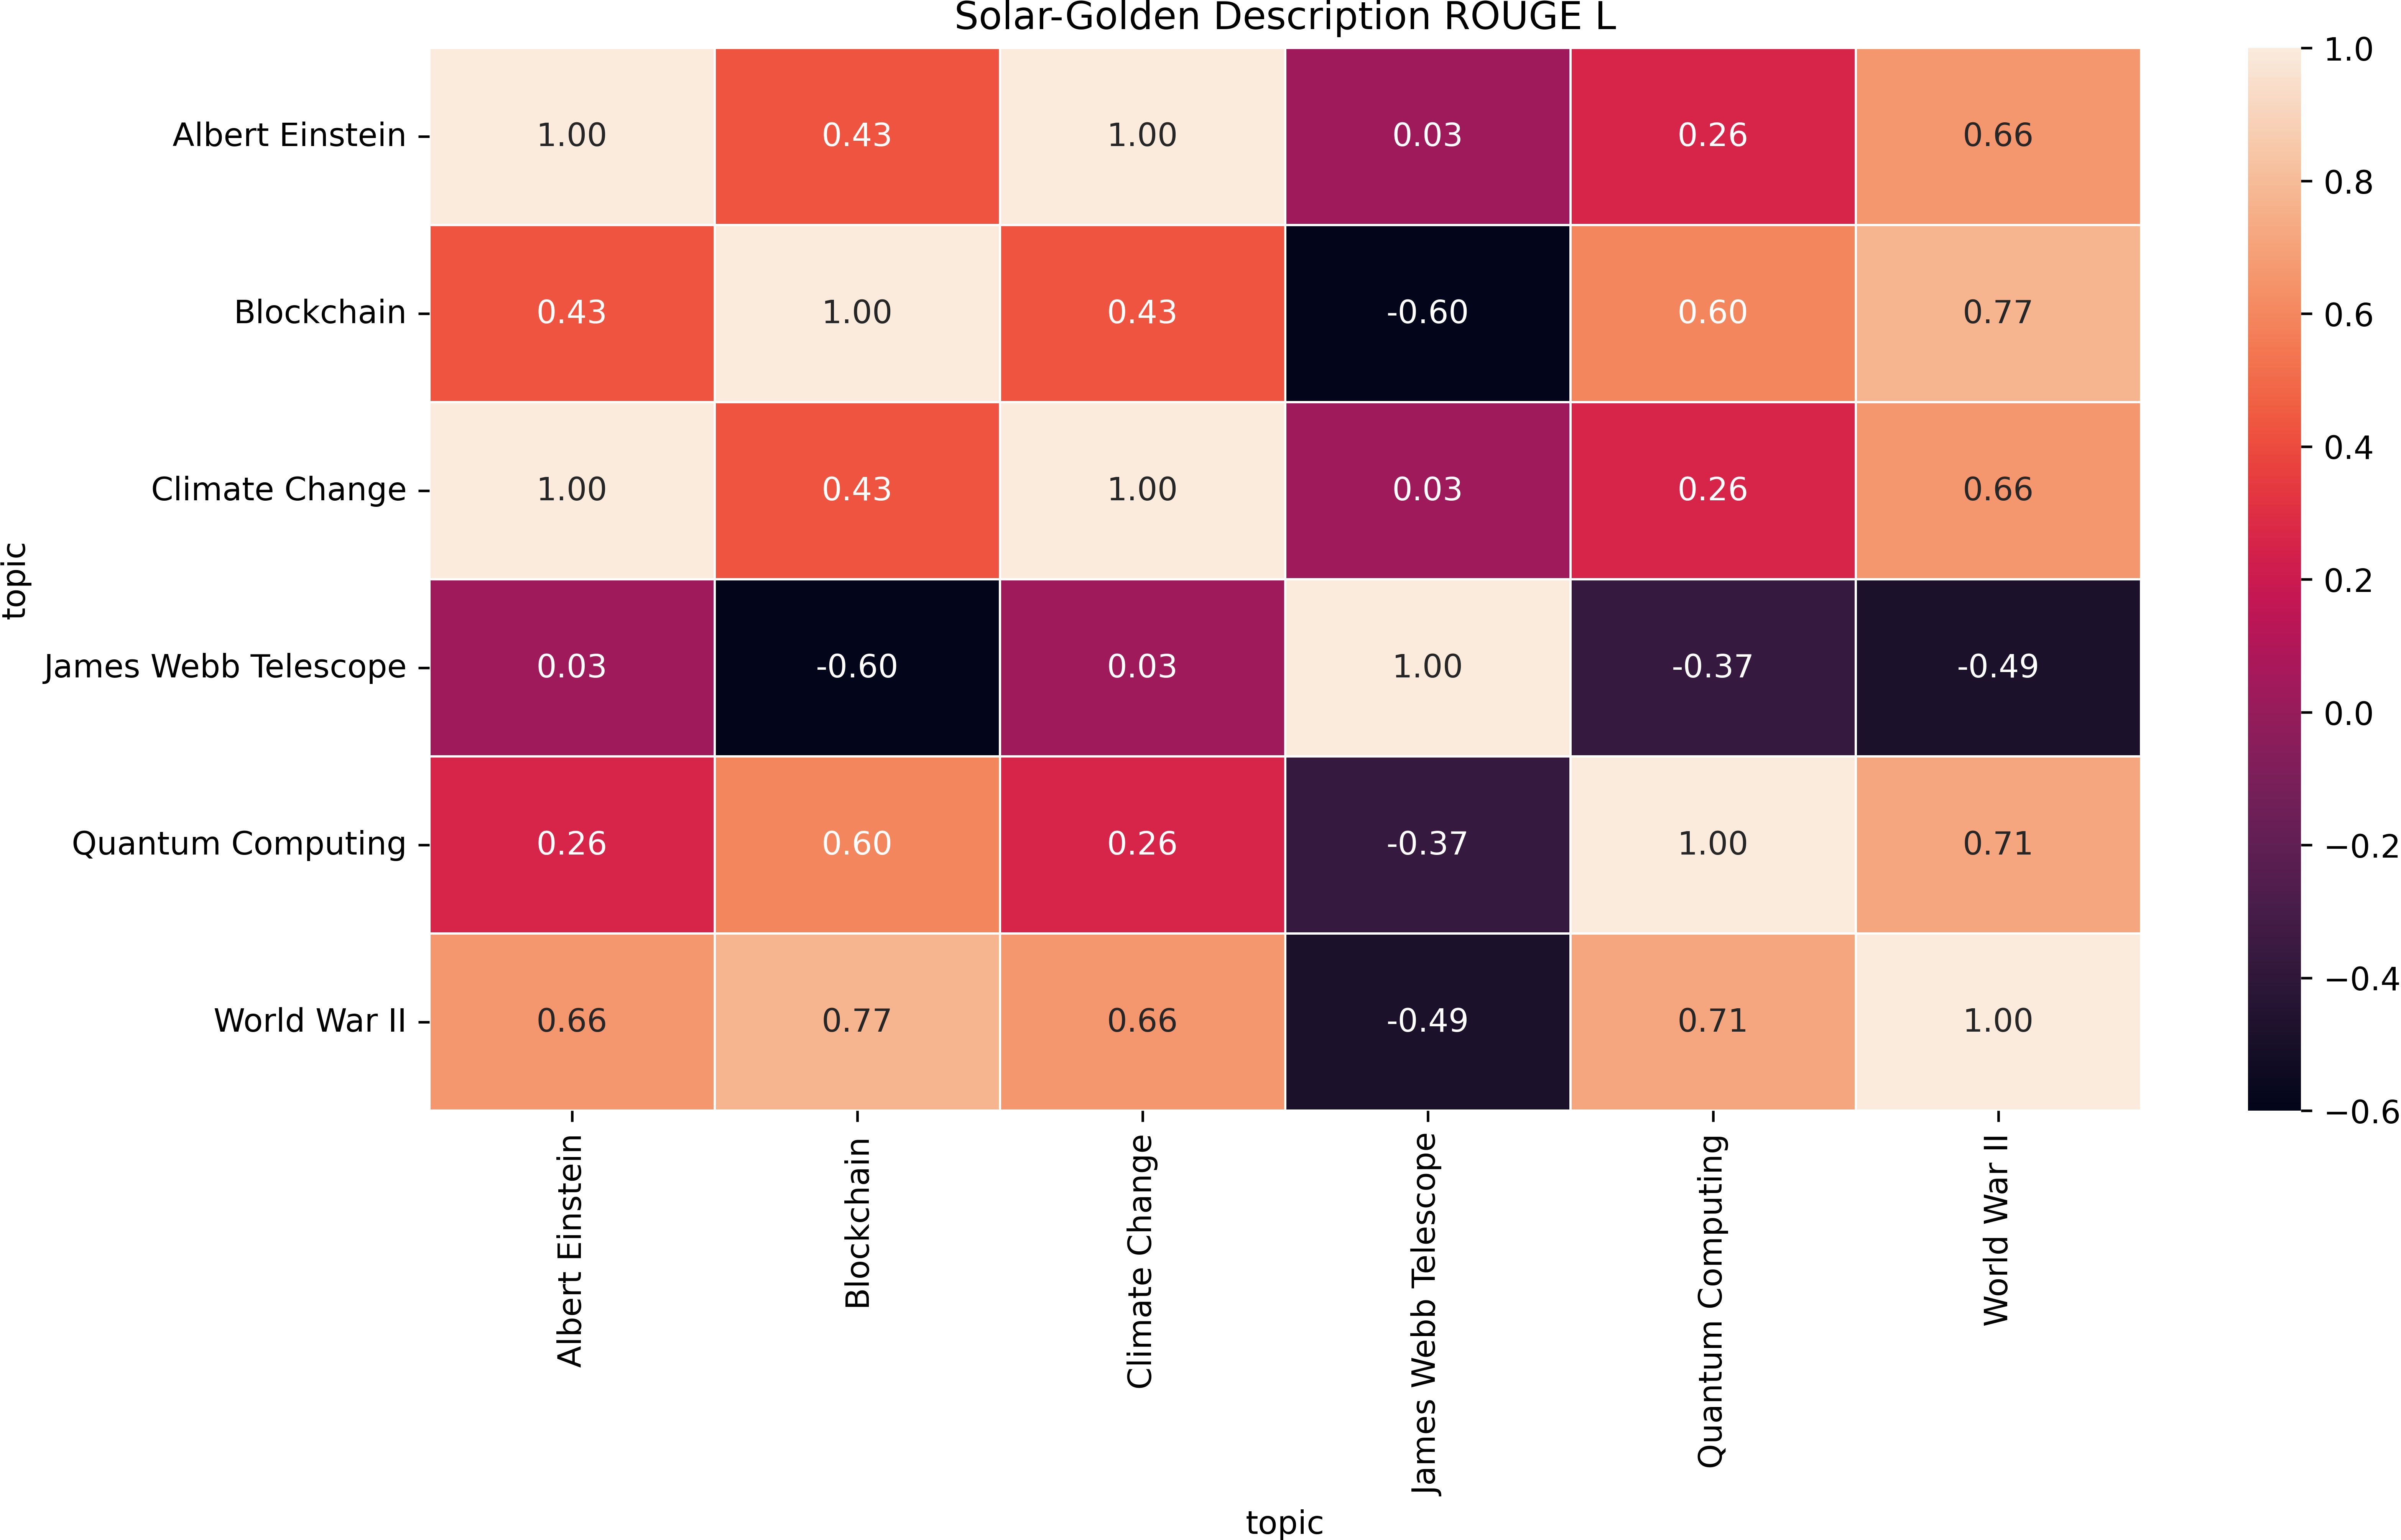 Solar-Golden Description ROUGE L
topic
Albert Einstein 1.00 0.43 1.00 0.03 0.26 0.66
Blockchain 0.43 1.00 0.43 -0.60 0.60 0.77
Climate Change 1.00 0.43 1.00 0.03 0.26 0.66
James Webb Telescope 0.03 -0.60 0.03 1.00 -0.37 -0.49
Quantum Computing 0.26 0.60 0.26 -0.37 1.00 0.71
World War II 0.66 0.77 0.66 -0.49 0.71 1.00
Albert Einstein
Blockchain
Climate Change
James Webb Telescope
Quantum Computing
World War II
topic
1.0
0.8
0.6
0.4
0.2
0.0
−0.2
−0.4
−0.6